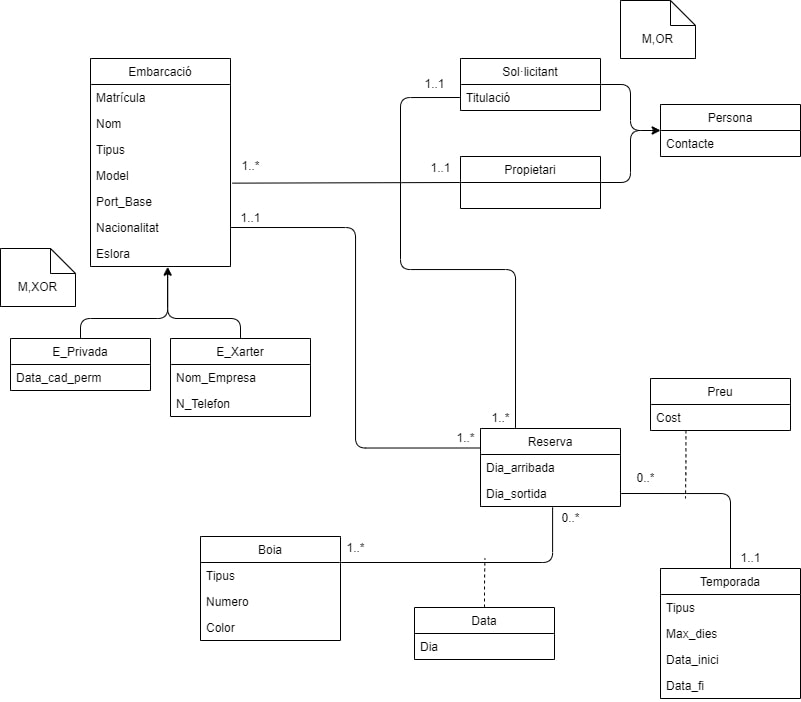 M,OR
Embarcació
Matrícula
Nom
Tipus
Model
Port_Base
Nacionalitat
Eslora
Sol·licitant
Titulació
1..1
Persona
Contacte
Propietari
1..*
1..1
1..1
M,XOR
E_Privada
Data_cad_perm
E_Xarter
Nom_Empresa
N_Telefon
Preu
Cost
1..*
1..*
Reserva
Dia_arribada
Dia_sortida
0..*
0..*
Boia
Tipus
Numero
Color
1..*
1..1
Temporada
Tipus
Max_dies
Data_inici
Data_fi
Data
Dia